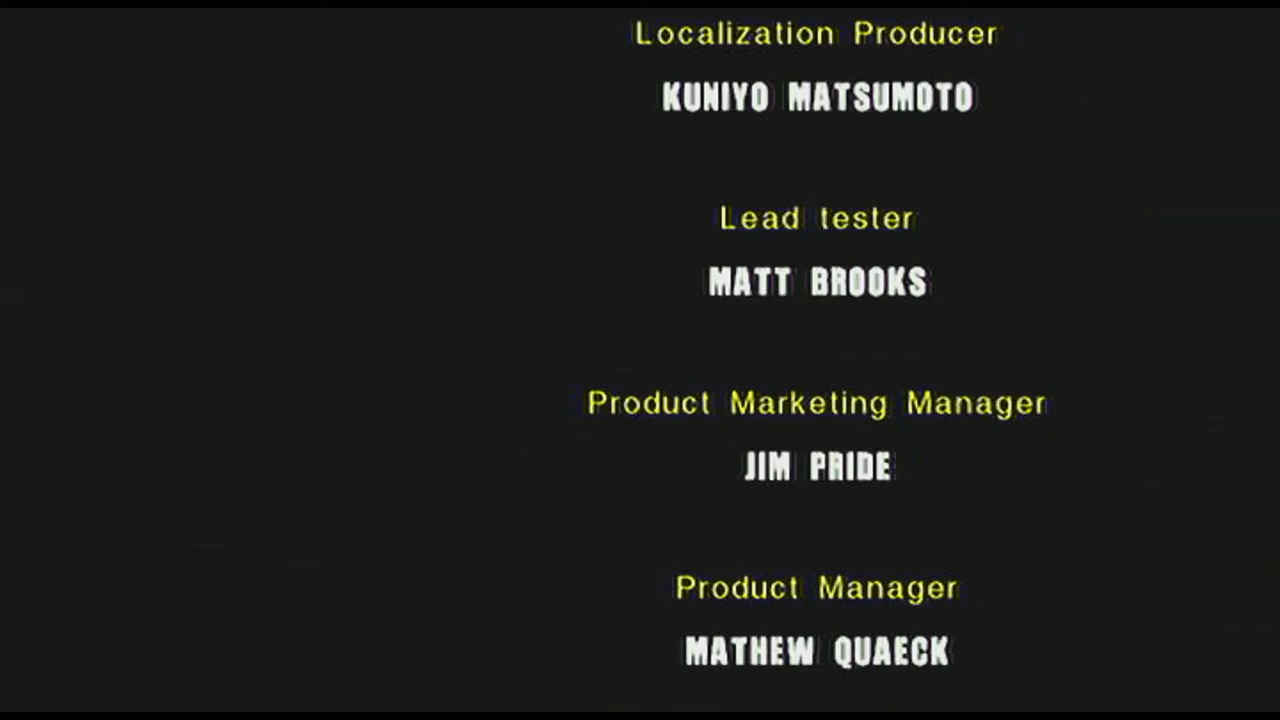 Localization Producer
KUNIYO MATSUMOTO
Lead tester
MATT BROOKS
Product Marketing Manager
JIM PRIDE
Product Manager
MATHEW QUAECK